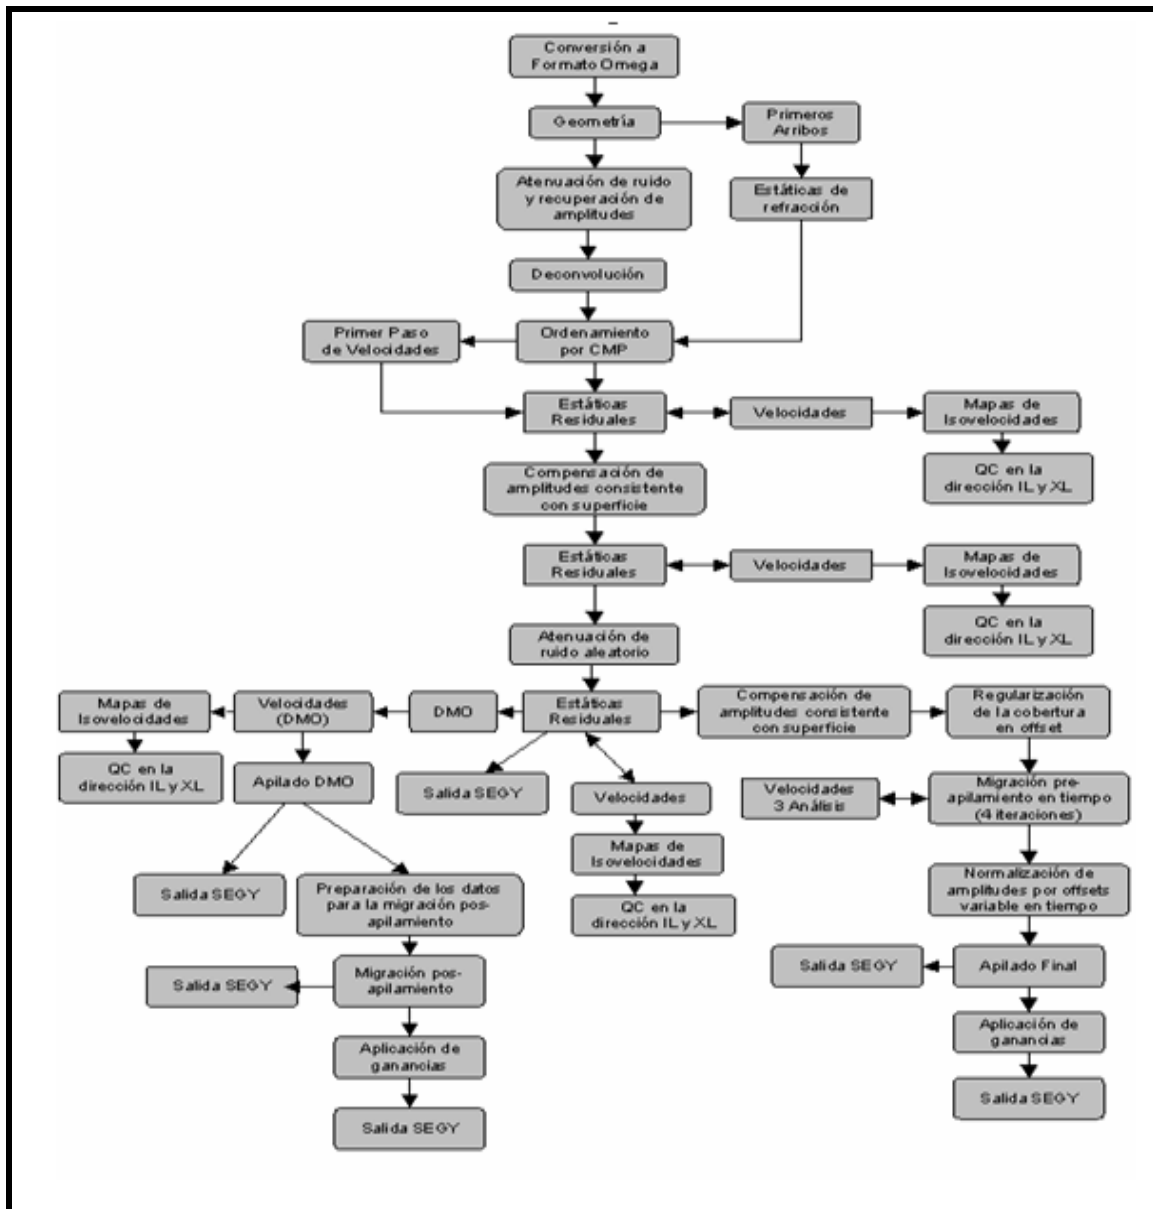 Conversión a
Formato Omega
Geometría
Primeros
Arribos
Atenuación de ruido
y recuperación de
amplitudes
Estáticas de
refracción
Deconvolución
Primer Paso
de Velocidades
Ordenamiento
por CMP
Estáticas
Residuales
Velocidades
Mapas de
Isovelocidades
QC en la
dirección IL y XL
Compensación de
amplitudes consistente
con superficie
Estáticas
Residuales
Velocidades
Mapas de
Isovelocidades
QC en la
dirección IL y XL
Atenuación de
ruido aleatorio
Mapas de
Isovelocidades
Velocidades
(DMO)
DMO
Estáticas
Residuales
Compensación de
amplitudes consistente
con superficie
Regularización
de la cobertura
en offset
QC en la
dirección IL y XL
Apilado DMO
Salida SEGY
Velocidades
Velocidades
3 Análisis
Migración pre-
apilamiento en tiempo
(4 iteraciones)
Mapas de
Isovelocidades
Salida SEGY
Preparación de los datos
para la migración pos-
apilamiento
QC en la
dirección IL y XL
Normalización de
amplitudes por offsets
variable en tiempo
Salida SEGY
Migración pos-
apilamiento
Salida SEGY
Apilado Final
Aplicación de
ganancias
Aplicación de
ganancias
Salida SEGY
Salida SEGY